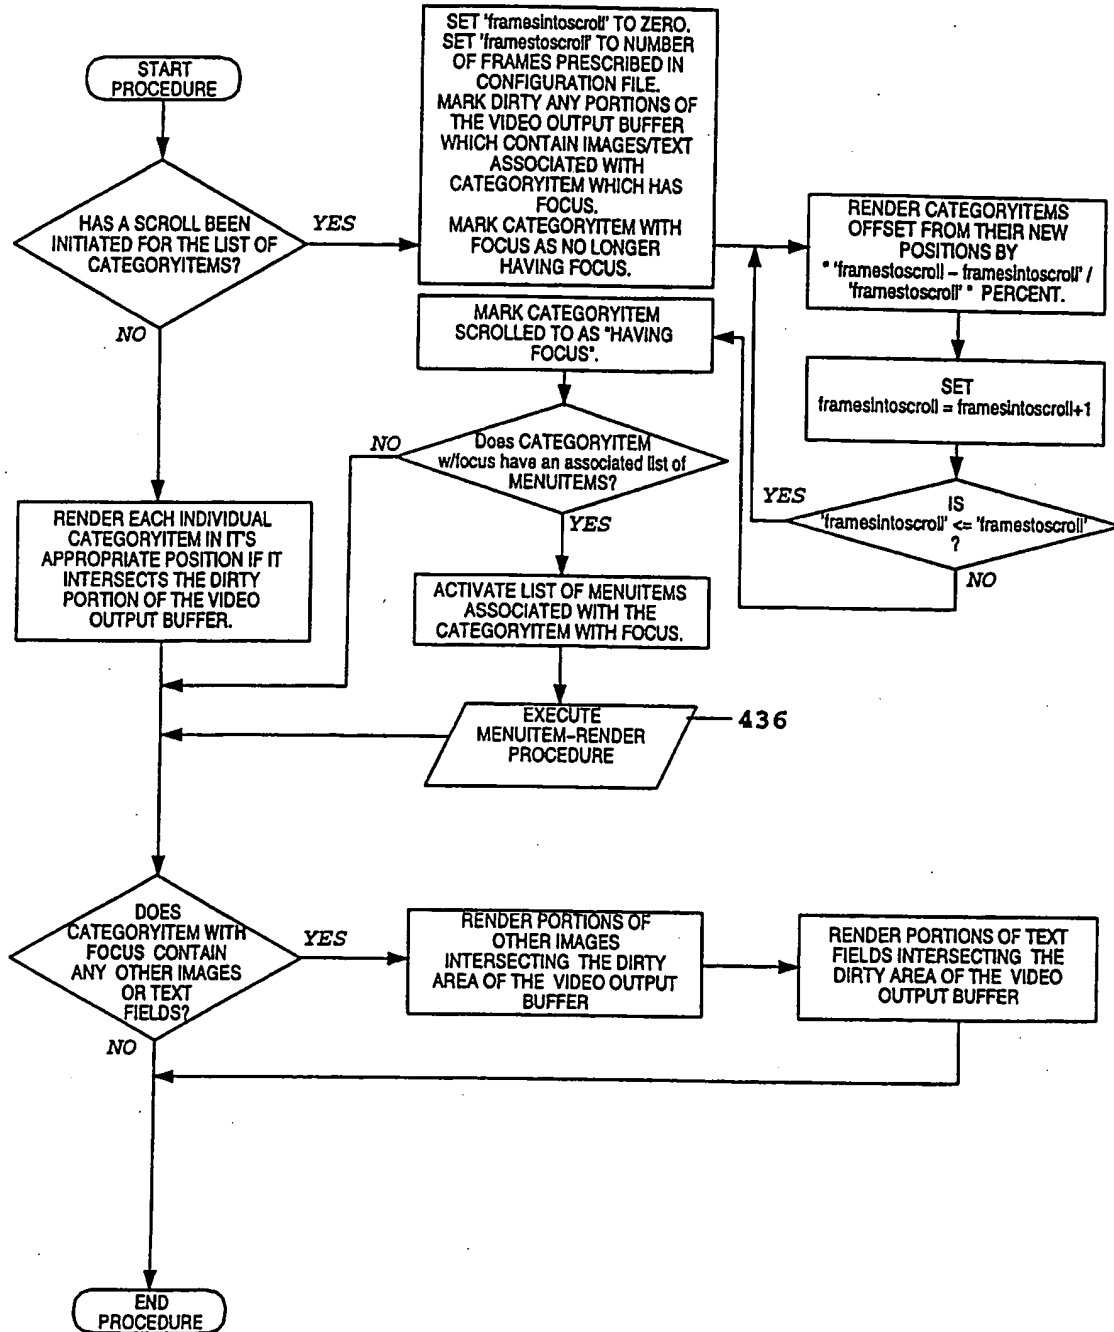 START
PROCEDURE
HAS A SCROLL BEEN
INITIATED FOR THE LIST OF
CATEGORYITEMS?
YES
NO
SET 'framesintoscroll' TO ZERO.
SET 'framestoscroll' TO NUMBER
OF FRAMES PRESCRIBED IN
CONFIGURATION FILE.
MARK DIRTY ANY PORTIONS OF
THE VIDEO OUTPUT BUFFER
WHICH CONTAIN IMAGES/TEXT
ASSOCIATED WITH
CATEGORYITEM WHICH HAS
FOCUS.
MARK CATEGORYITEM WITH
FOCUS AS NO LONGER
HAVING FOCUS.
RENDER CATEGORYITEMS
OFFSET FROM THEIR NEW
POSITIONS BY
" 'framestoscroll – framesintoscroll' /
'framestoscroll' " PERCENT.
SET
framesintoscroll = framesintoscroll+1
IS
'framesintoscroll' <= 'framestoscroll'
?
YES
NO
MARK CATEGORYITEM
SCROLLED TO AS "HAVING
FOCUS".
Does CATEGORYITEM
w/focus have an associated list of
MENUITEMS?
NO
YES
ACTIVATE LIST OF MENUITEMS
ASSOCIATED WITH THE
CATEGORYITEM WITH FOCUS.
EXECUTE
MENUITEM–RENDER
PROCEDURE
436
RENDER EACH INDIVIDUAL
CATEGORYITEM IN IT'S
APPROPRIATE POSITION IF IT
INTERSECTS THE DIRTY
PORTION OF THE VIDEO
OUTPUT BUFFER.
DOES
CATEGORYITEM WITH
FOCUS CONTAIN
ANY OTHER IMAGES
OR TEXT
FIELDS?
YES
NO
RENDER PORTIONS OF
OTHER IMAGES
INTERSECTING THE DIRTY
AREA OF THE VIDEO OUTPUT
BUFFER
RENDER PORTIONS OF TEXT
FIELDS INTERSECTING THE
DIRTY AREA OF THE VIDEO
OUTPUT BUFFER
END
PROCEDURE